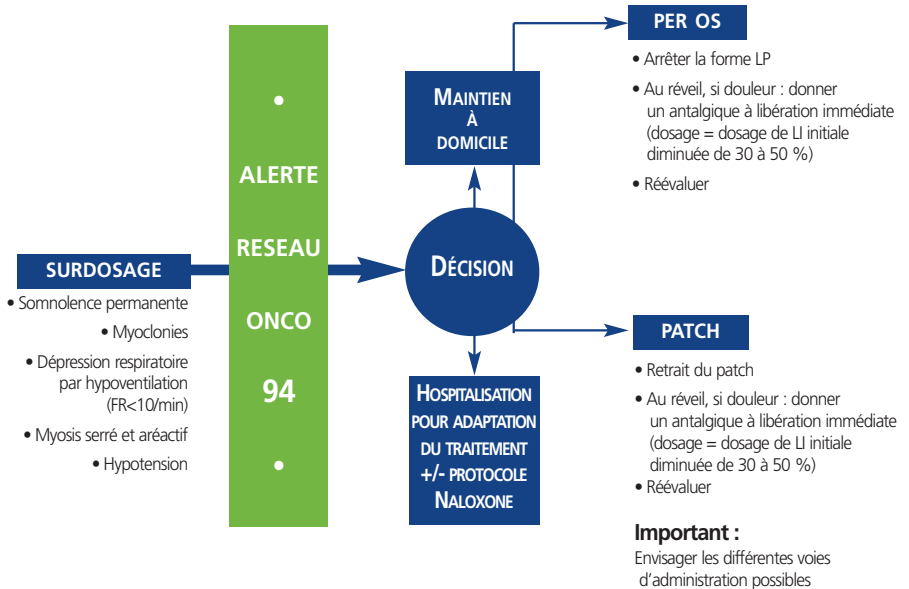 SURDOSAGE
• Somnolence permanente
• Myoclonies
• Dépression respiratoire
par hypoventilation
(FR<10/min)
• Myosis serré et aréactif
• Hypotension
•
ALERTE
RESEAU
ONCO
94
•
DÉCISION
MAINTIEN
À
DOMICILE
HOSPITALISATION
POUR ADAPTATION
DU TRAITEMENT
+/- PROTOCOLE
NALOXONE
PER OS
• Arrêter la forme LP
• Au réveil, si douleur : donner
un antalgique à libération immédiate
(dosage = dosage de LI initiale
diminuée de 30 à 50 %)
• Réévaluer
PATCH
• Retrait du patch
• Au réveil, si douleur : donner
un antalgique à libération immédiate
(dosage = dosage de LI initiale
diminuée de 30 à 50 %)
• Réévaluer
Important :
Envisager les différentes voies
d'administration possibles